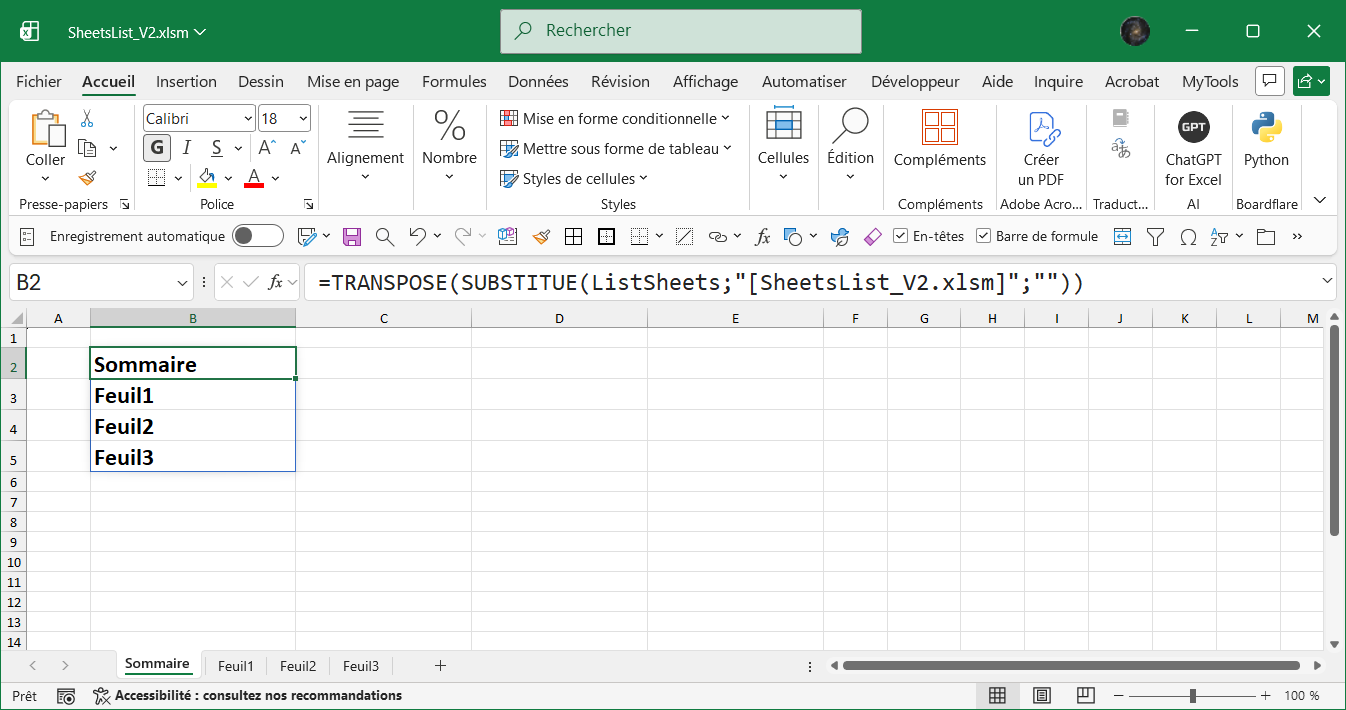 SheetsList_V2.xlsm
Rechercher
Fichier Accueil Insertion Dessin Mise en page Formules Données Révision Affichage Automatiser Développeur Aide Inquire Acrobat MyTools
Coller
Presse-papiers
Calibri 18
G I S A A
A
Police
Alignement
% Nombre
Mise en forme conditionnelle
Mettre sous forme de tableau
Styles de cellules
Styles
Cellules
Édition
Compléments
Compléments
Créer
un PDF
Adobe Acro...
Traduct...
GPT
ChatGPT
for Excel
AI
Python
Boardflare
Enregistrement automatique fx En-têtes Barre de formule
B2 fx =TRANSPOSE(SUBSTITUE(ListSheets;"[SheetsList_V2.xlsm]";""))
A B C D E F G H I J K L M
1
2 Sommaire
3 Feuil1
4 Feuil2
5 Feuil3
6
7
8
9
10
11
12
13
14
Sommaire Feuil1 Feuil2 Feuil3
Prêt Accessibilité : consultez nos recommandations 100 %